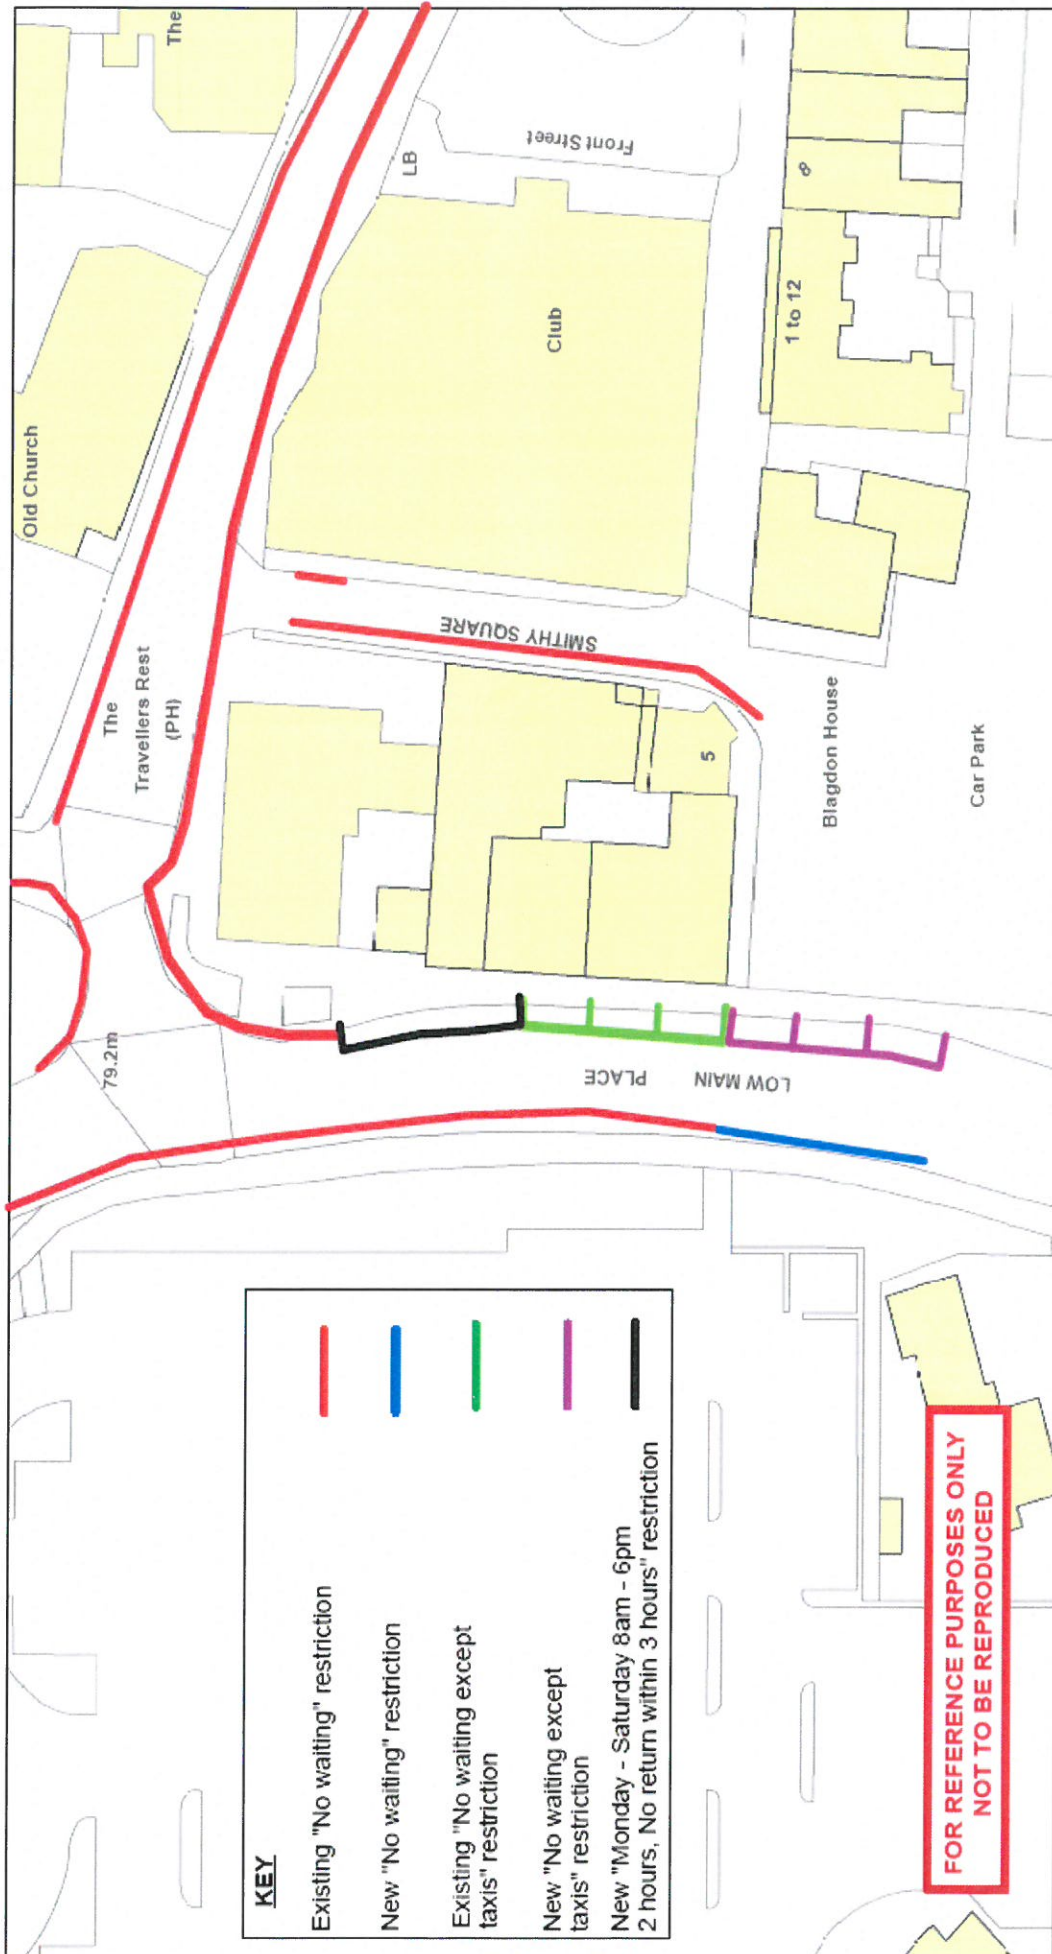 The
Old Church
LB
Front Street
8
Club
1 to 12
The
Travellers Rest
(PH)
SMITHY SQUARE
5
Blagdon House
Car Park
79.2m
LOW MAIN
PLACE
KEY
Existing "No waiting" restriction
New "No waiting" restriction
Existing "No waiting except
taxis" restriction
New "No waiting except
taxis" restriction
New "Monday - Saturday 8am - 6pm
2 hours, No return within 3 hours" restriction
FOR REFERENCE PURPOSES ONLY
NOT TO BE REPRODUCED